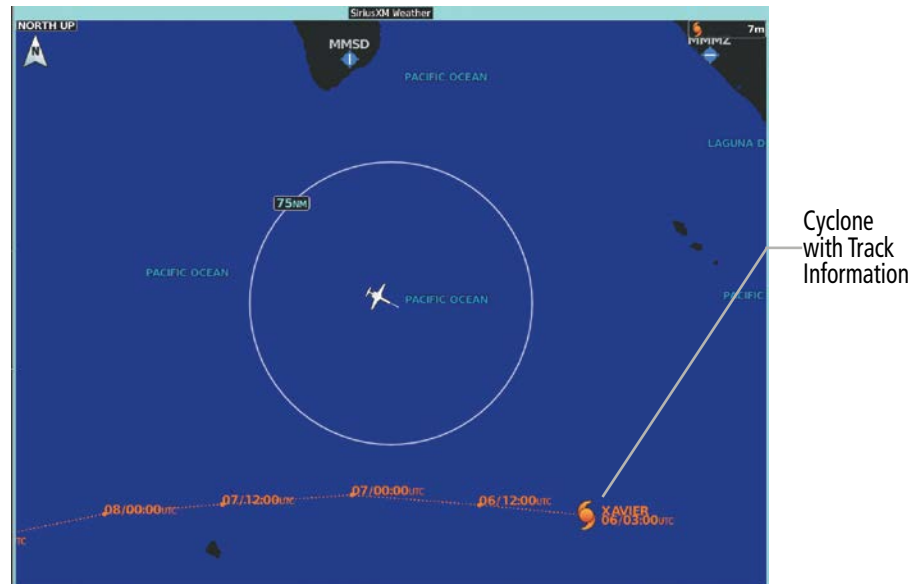 SiriusXM Weather
NORTH UP
N
7m
MMSD
MMMZ
PACIFIC OCEAN
LAGUNA D
75NM
Cyclone
with Track
Information
PACIFIC OCEAN
PACIFIC OCEAN
PACIFIC
08/00:00UTC
07/12:00UTC
07/00:00UTC
06/12:00UTC
XAVIER
06/03:00UTC
TC